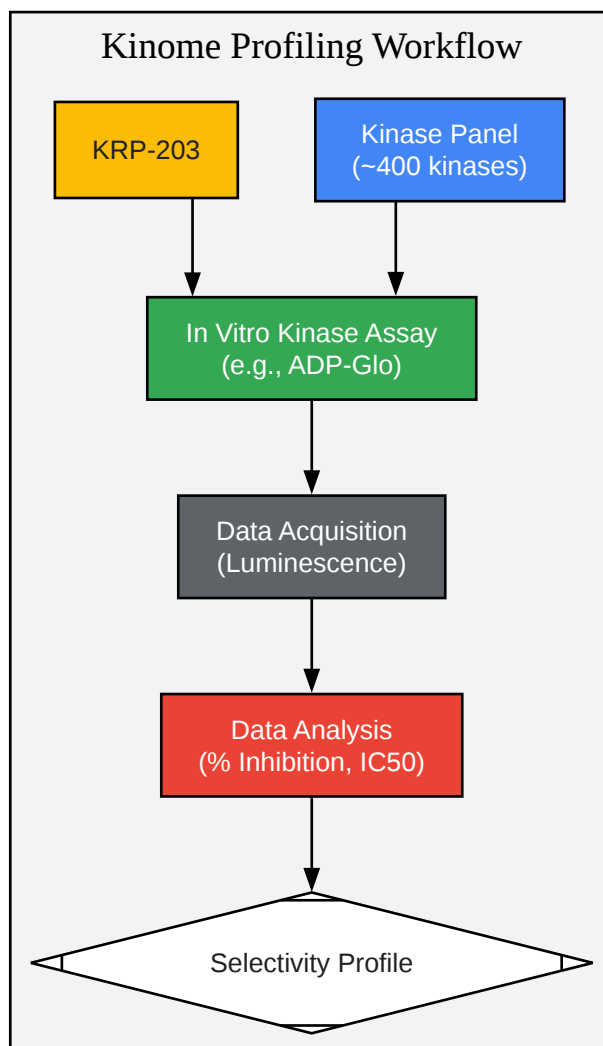 Kinome Profiling Workflow
KRP-203
Kinase Panel
(~400 kinases)
In Vitro Kinase Assay
(e.g., ADP-Glo)
Data Acquisition
(Luminescence)
Data Analysis
(% Inhibition, IC50)
Selectivity Profile